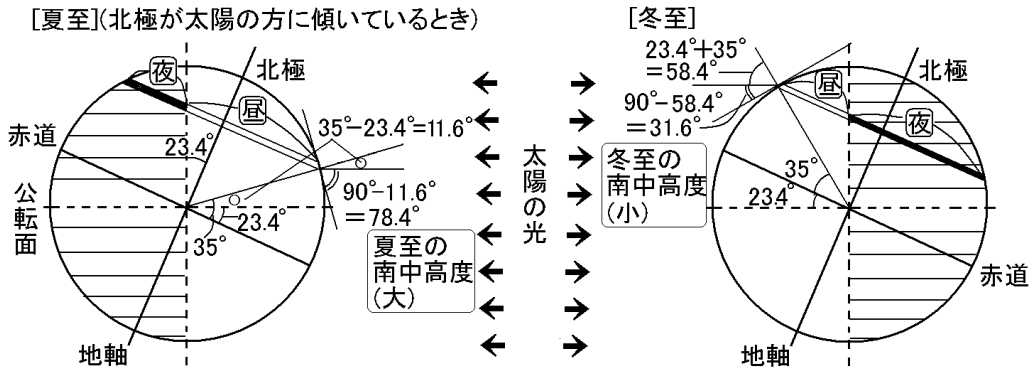 [夏至](北極が太陽の方に傾いているとき)
夜
北極
昼
赤道
23.4°
35°−23.4°=11.6°
90°−11.6°
=78.4°
公転面
23.4°
35°
夏至の
南中高度
(大)
地軸
太陽の光
[冬至]
23.4°+35°
=58.4°
90°−58.4°
=31.6°
昼
北極
夜
冬至の
南中高度
(小)
35°
23.4°
赤道
地軸